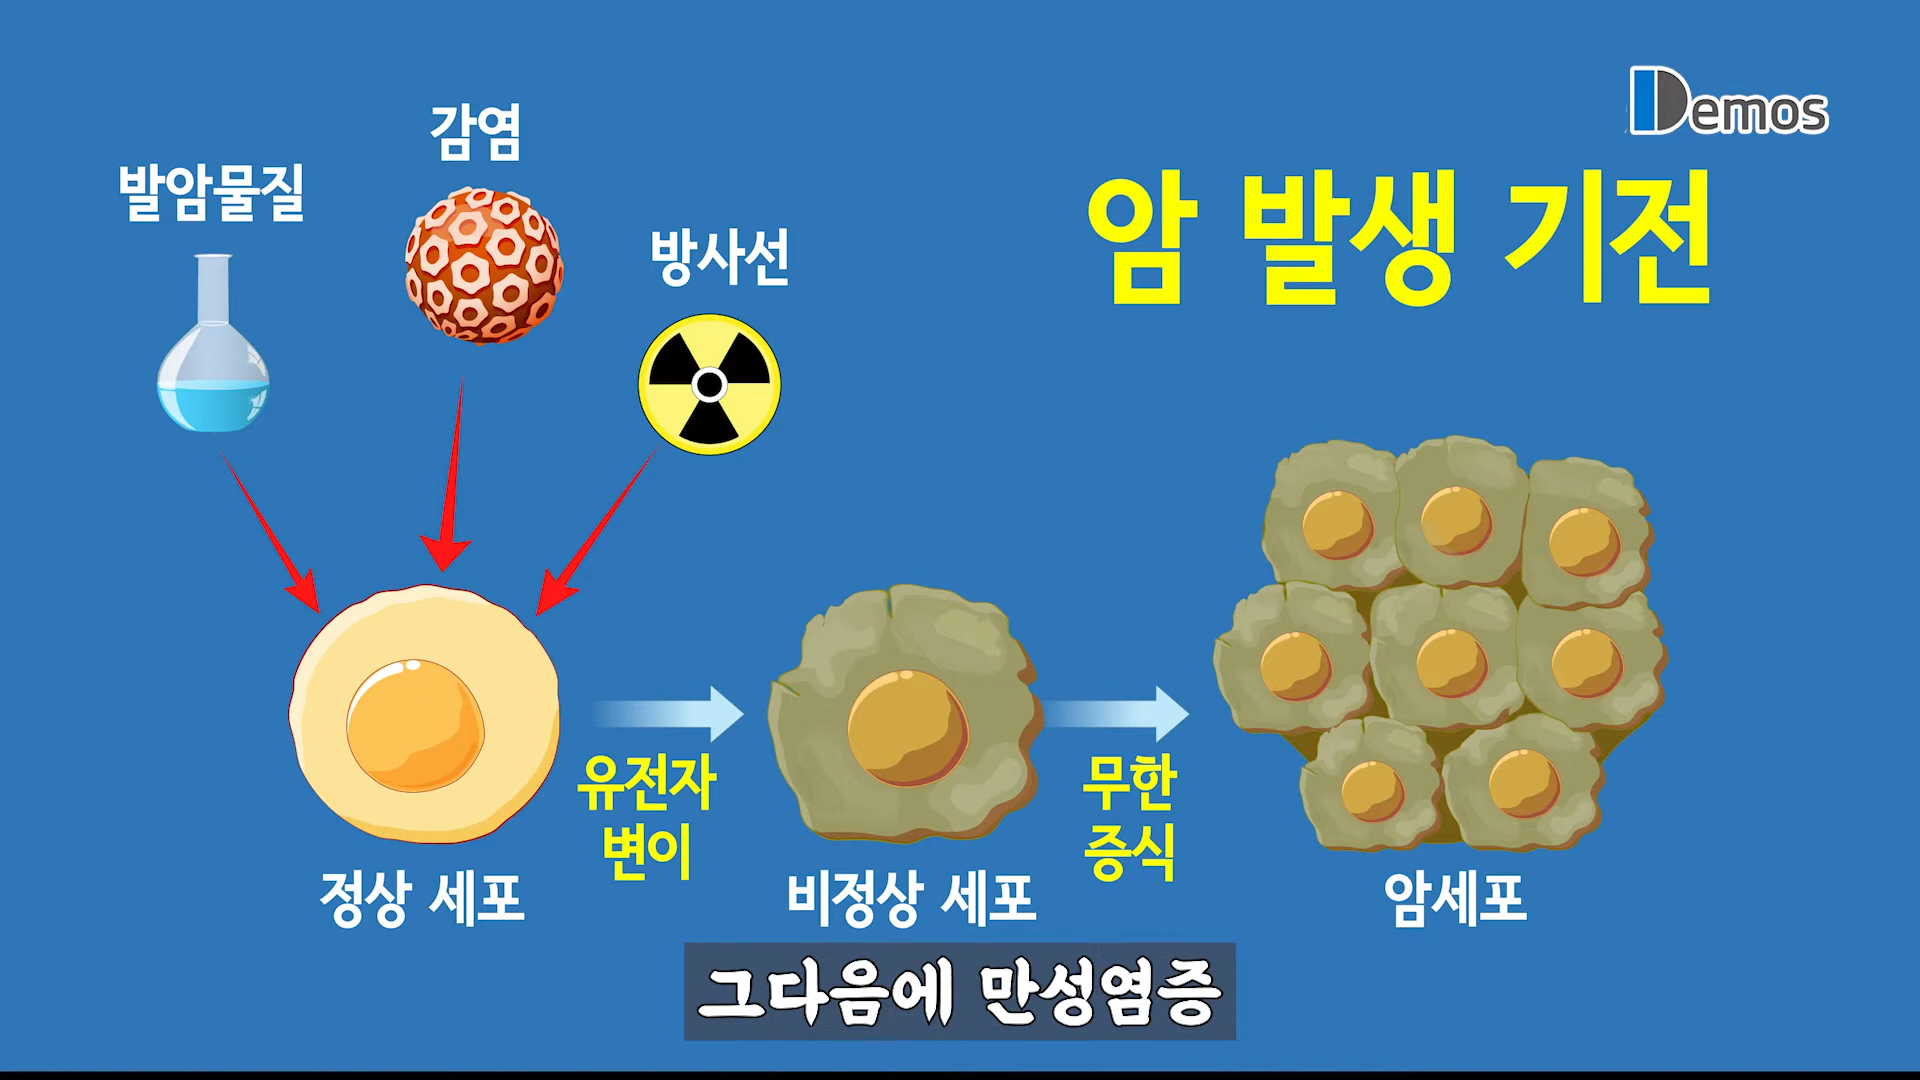 Demos
암 발생 기전
감염
발암물질
방사선
유전자
변이
무한
증식
정상 세포
비정상 세포
암세포
그다음에 만성염증